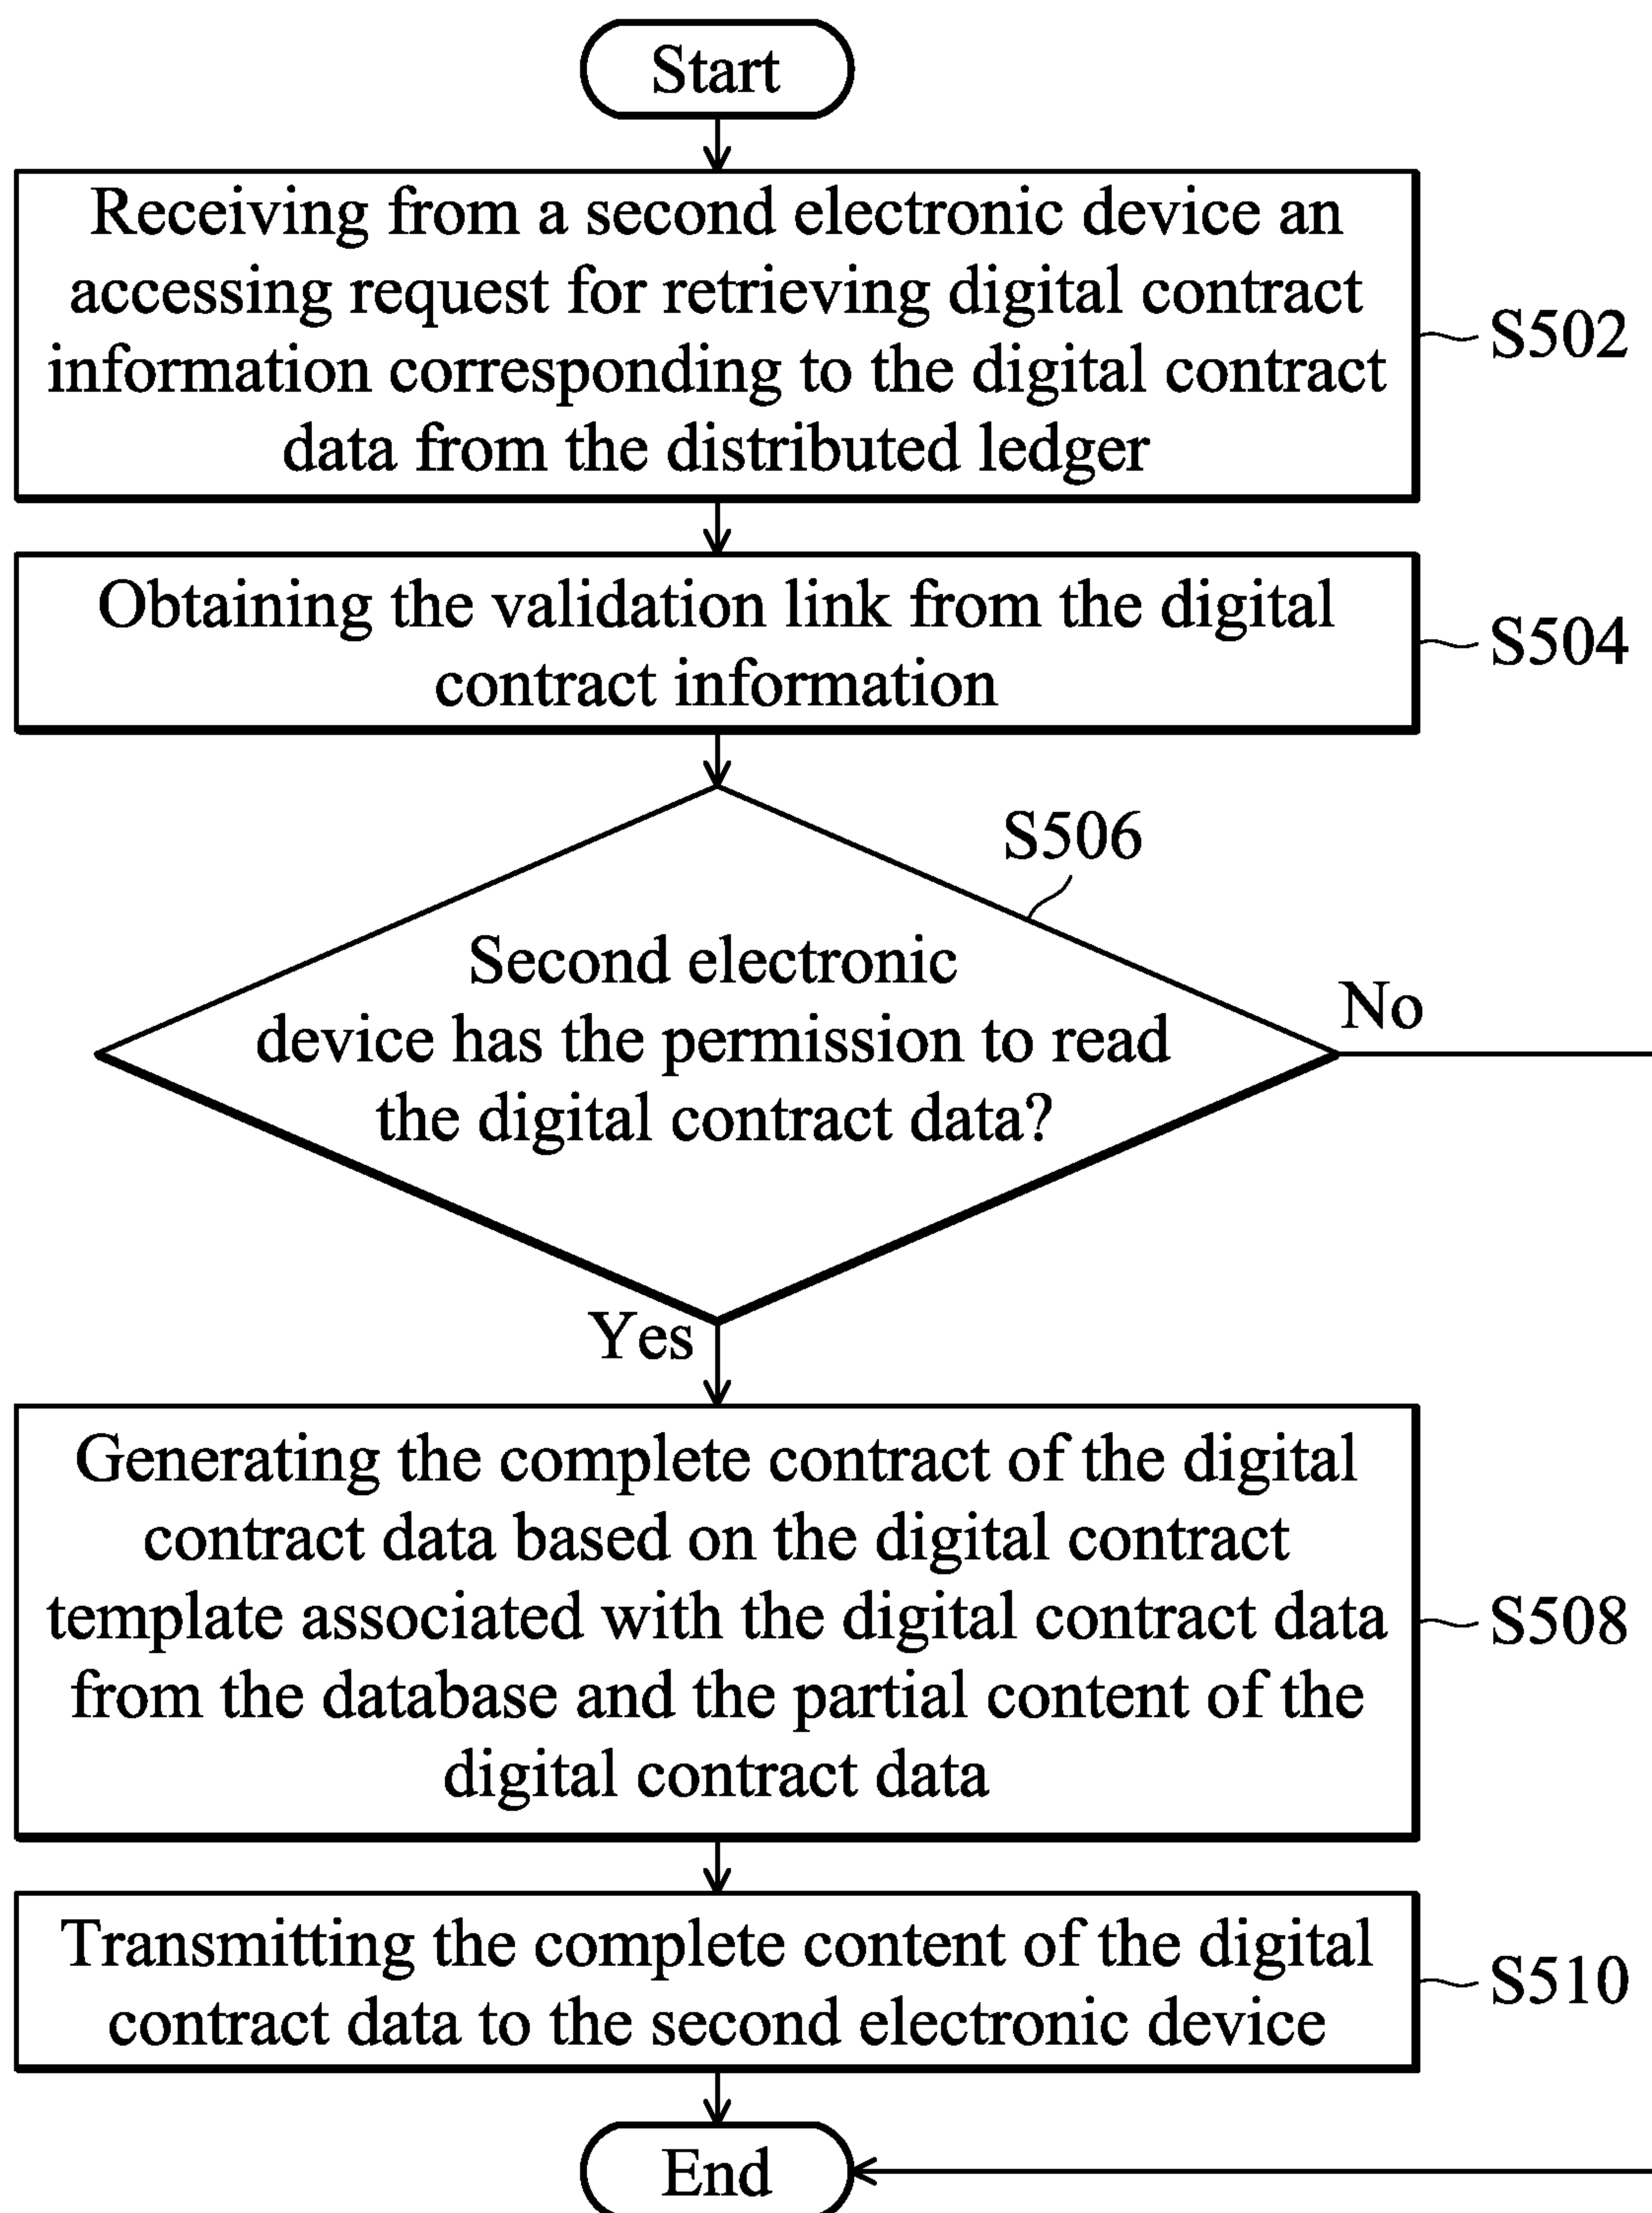 Start
Receiving from a second electronic device an
accessing request for retrieving digital contract
information corresponding to the digital contract
data from the distributed ledger
S502
Obtaining the validation link from the digital
contract information
S504
S506
Second electronic
device has the permission to read
the digital contract data?
No
Yes
Generating the complete contract of the digital
contract data based on the digital contract
template associated with the digital contract data
from the database and the partial content of the
digital contract data
S508
Transmitting the complete content of the digital
contract data to the second electronic device
S510
End